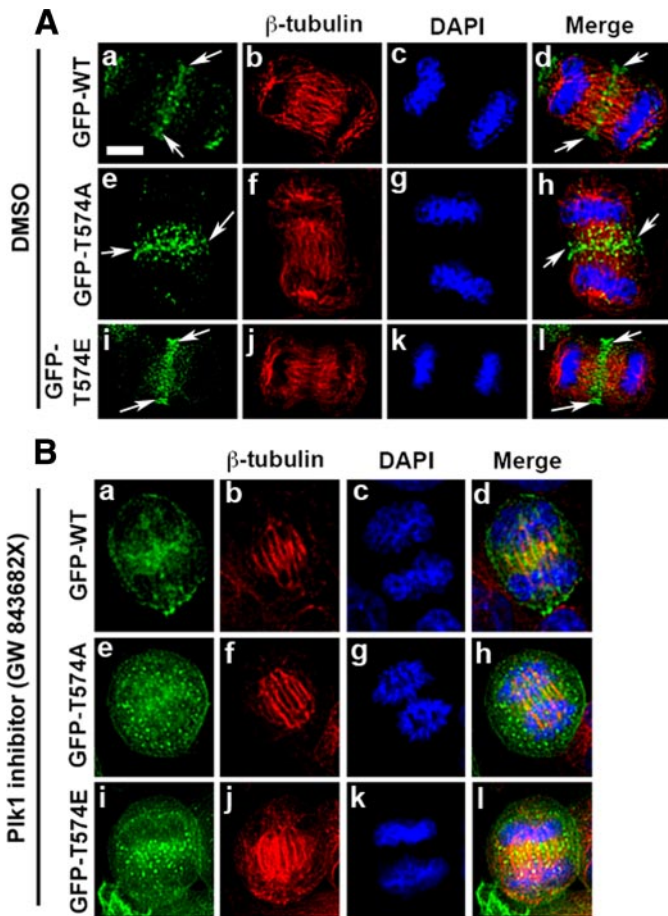 A
β-tubulin DAPI Merge
DMSO
GFP-WT
a b c d
GFP-T574A
e f g h
GFP-
T574E
i j k l
B
β-tubulin DAPI Merge
Plk1 inhibitor (GW 843682X)
GFP-WT
a b c d
GFP-T574A
e f g h
GFP-T574E
i j k l